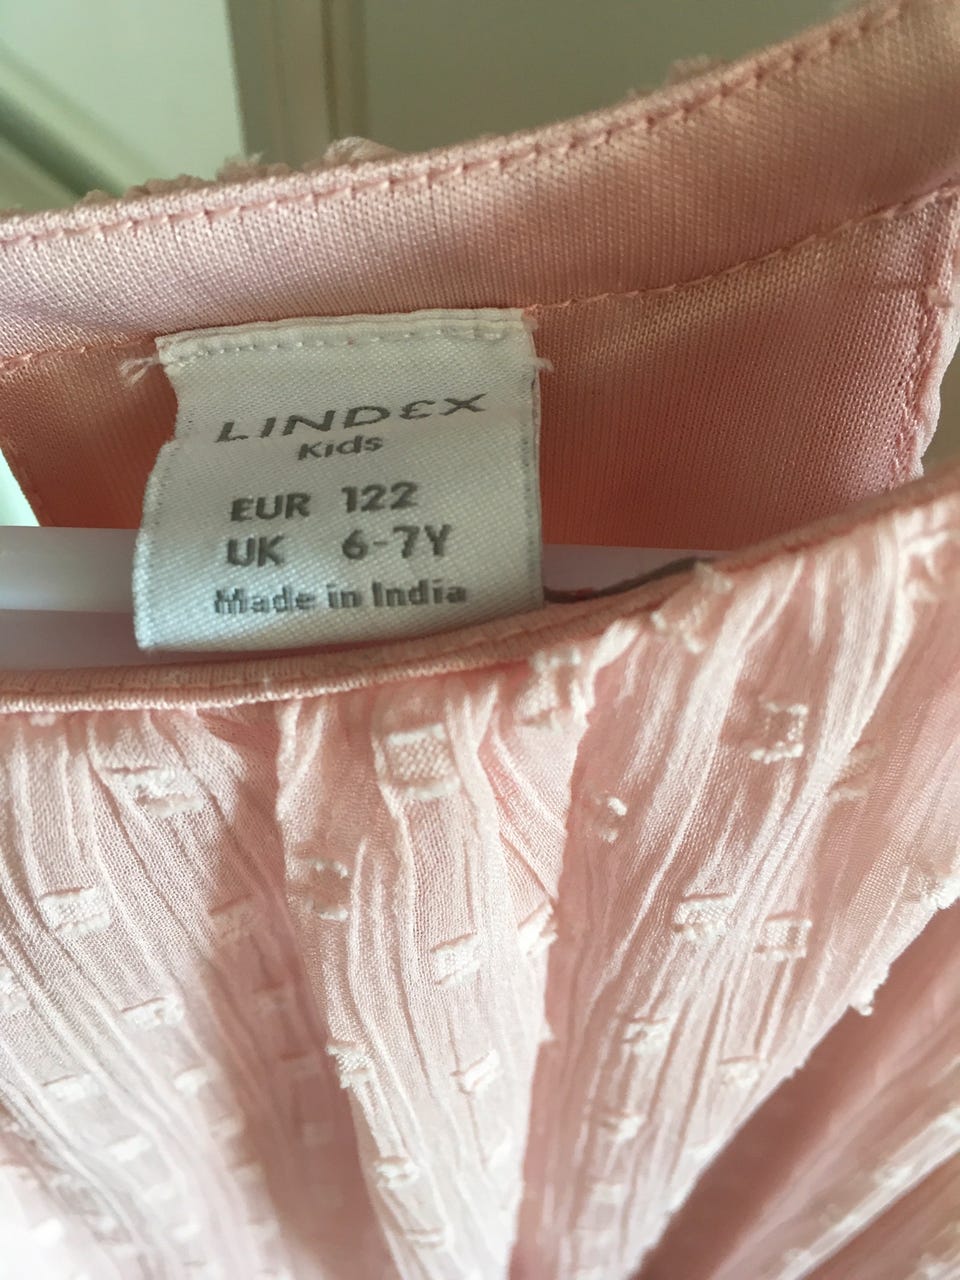 LINDEX
Kids
EUR 122
UK 6-7Y
Made in India